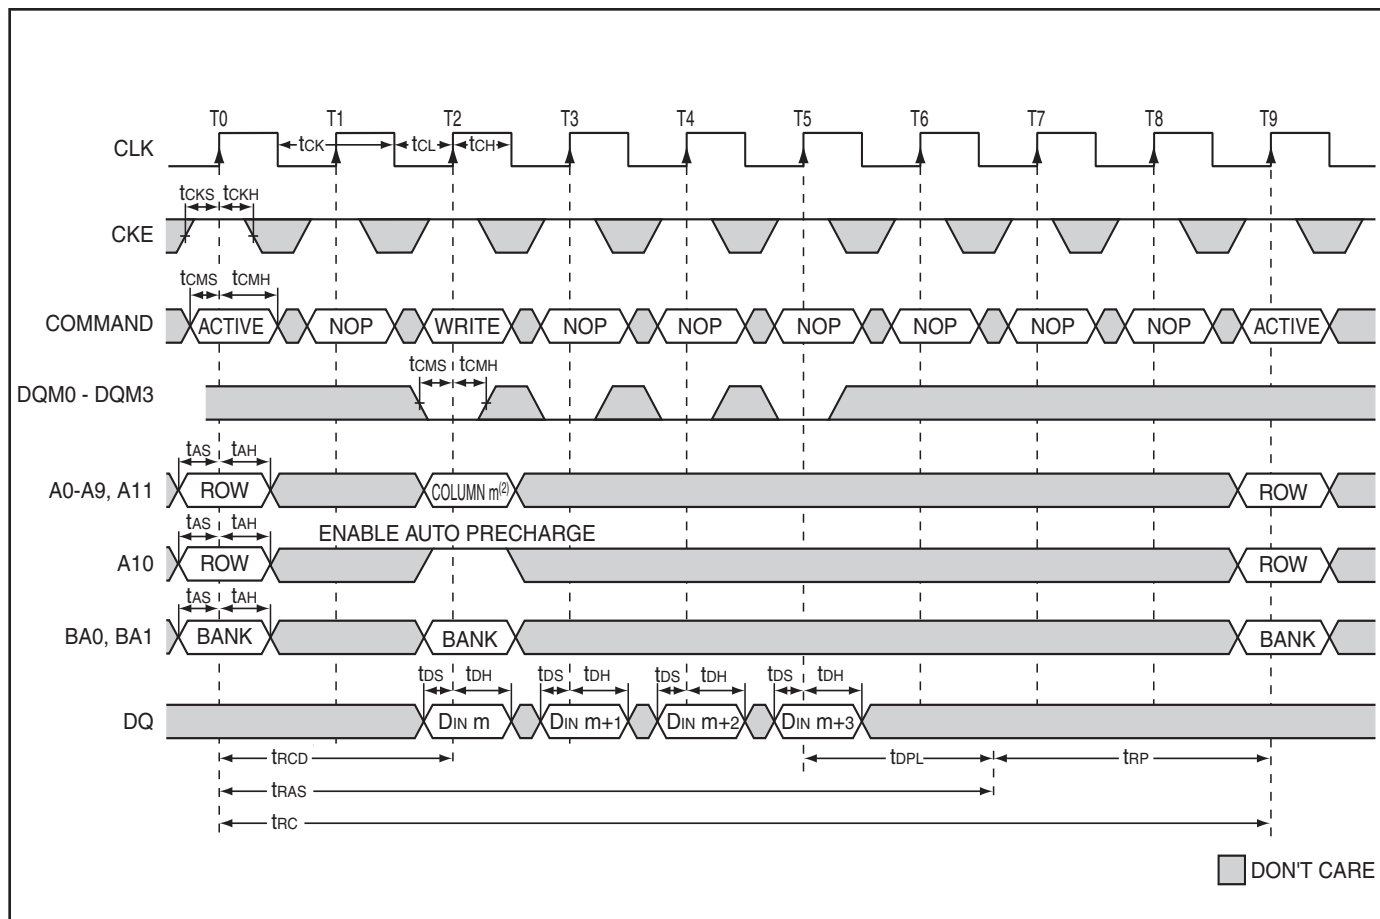 T0 T1 T2 T3 T4 T5 T6 T7 T8 T9
CLK tCK tCL tCH
tCKS tCKH
CKE
tCMS tCMH
COMMAND ACTIVE NOP WRITE NOP NOP NOP NOP NOP NOP ACTIVE
tCMS tCMH
DQM0 - DQM3
tAS tAH
A0-A9, A11 ROW COLUMN m(2) ROW
tAS tAH ENABLE AUTO PRECHARGE
A10 ROW ROW
tAS tAH
BA0, BA1 BANK BANK BANK
tDS tDH tDS tDH tDS tDH tDS tDH
DQ DIN m DIN m+1 DIN m+2 DIN m+3
tRCD tDPL tRP
tRAS
tRC
DON'T CARE